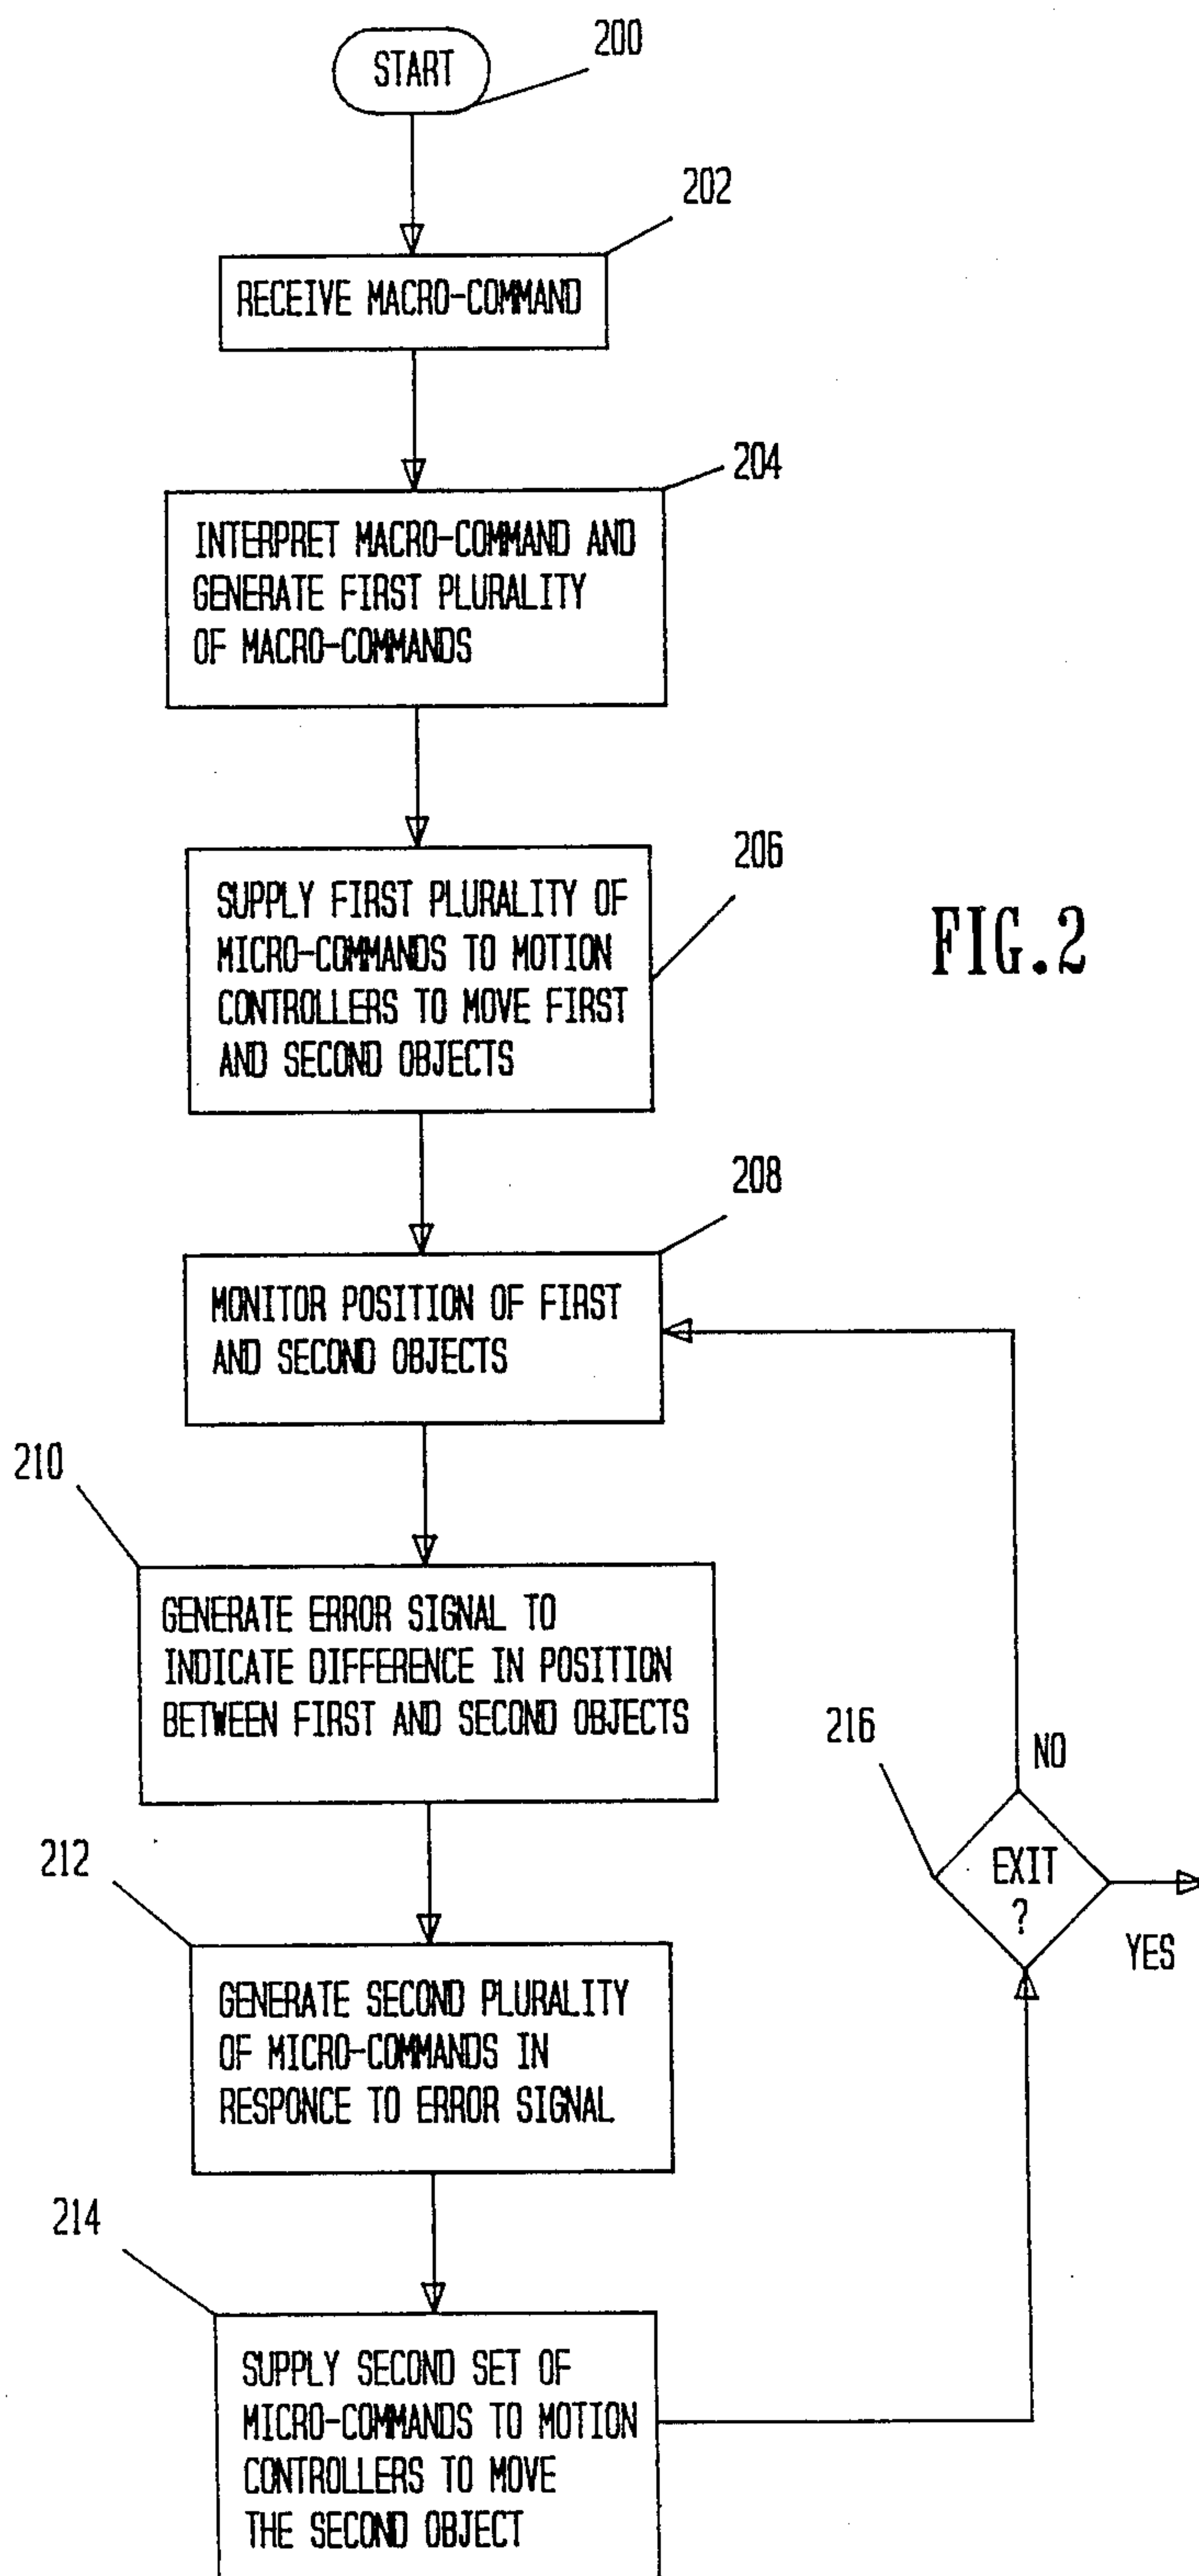 START
200
202
RECEIVE MACRO-COMMAND
204
INTERPRET MACRO-COMMAND AND
GENERATE FIRST PLURALITY
OF MACRO-COMMANDS
206
SUPPLY FIRST PLURALITY OF
MICRO-COMMANDS TO MOTION
CONTROLLERS TO MOVE FIRST
AND SECOND OBJECTS
FIG.2
208
MONITOR POSITION OF FIRST
AND SECOND OBJECTS
210
GENERATE ERROR SIGNAL TO
INDICATE DIFFERENCE IN POSITION
BETWEEN FIRST AND SECOND OBJECTS
216
NO
EXIT
?
YES
212
GENERATE SECOND PLURALITY
OF MICRO-COMMANDS IN
RESPONCE TO ERROR SIGNAL
214
SUPPLY SECOND SET OF
MICRO-COMMANDS TO MOTION
CONTROLLERS TO MOVE
THE SECOND OBJECT